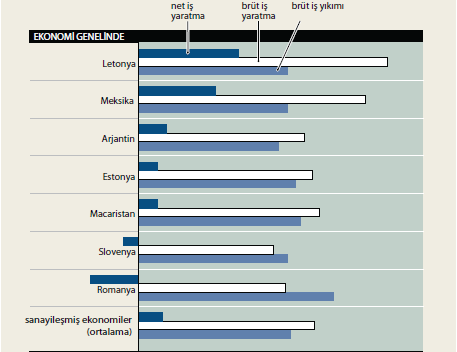 net iş
yaratma
brüt iş
yaratma
brüt iş yıkımı
EKONOMİ GENELİNDE
Letonya
Meksika
Arjantin
Estonya
Macaristan
Slovenya
Romanya
sanayileşmiş ekonomiler
(ortalama)